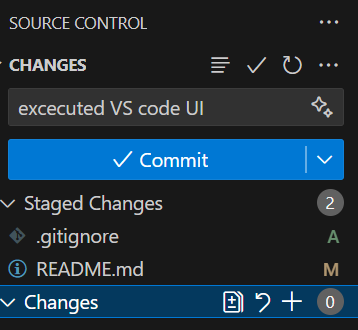 SOURCE CONTROL
CHANGES
excecuted VS code UI
Commit
Staged Changes 2
.gitignore A
README.md M
Changes 0